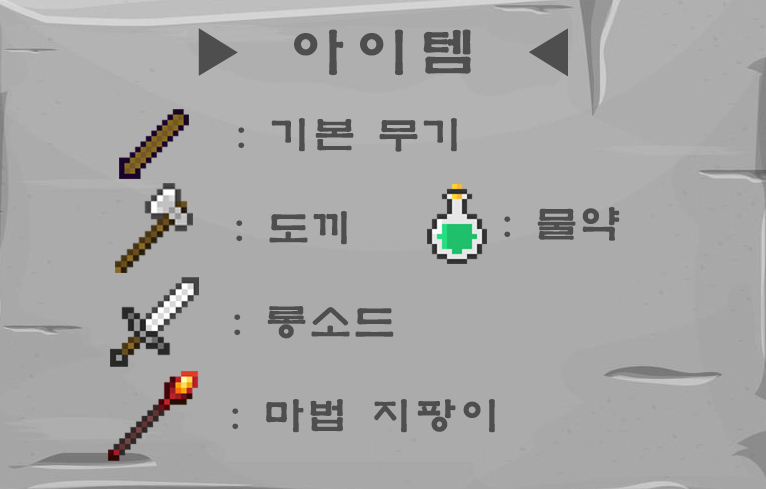 ▶ 아이템 ◀
: 기본 무기
: 도끼 : 물약
: 롱소드
: 마법 지팡이